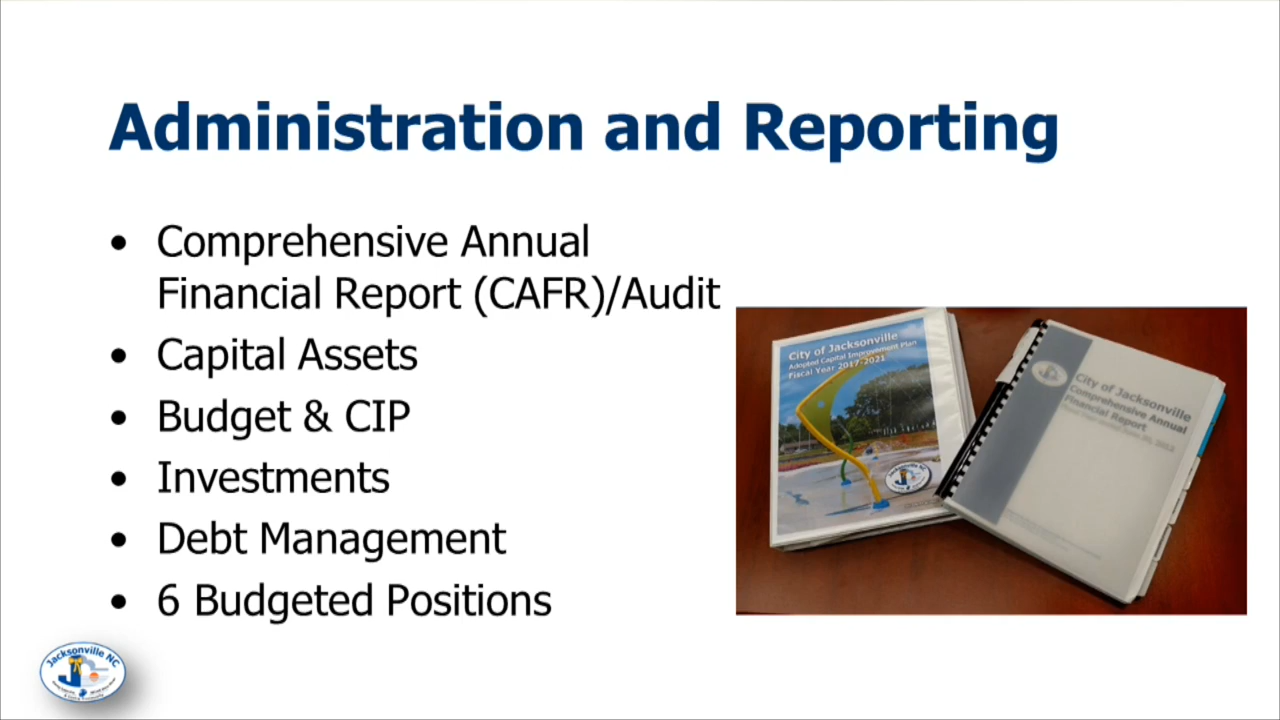 Administration and Reporting
• Comprehensive Annual
Financial Report (CAFR)/Audit
• Capital Assets
• Budget & CIP
• Investments
• Debt Management
• 6 Budgeted Positions
City of Jacksonville
Adopted Capital Improvement Plan
Fiscal Year 2017-2021
Jacksonville NC
City of Jacksonville
Comprehensive Annual
Financial Report
Jacksonville NC